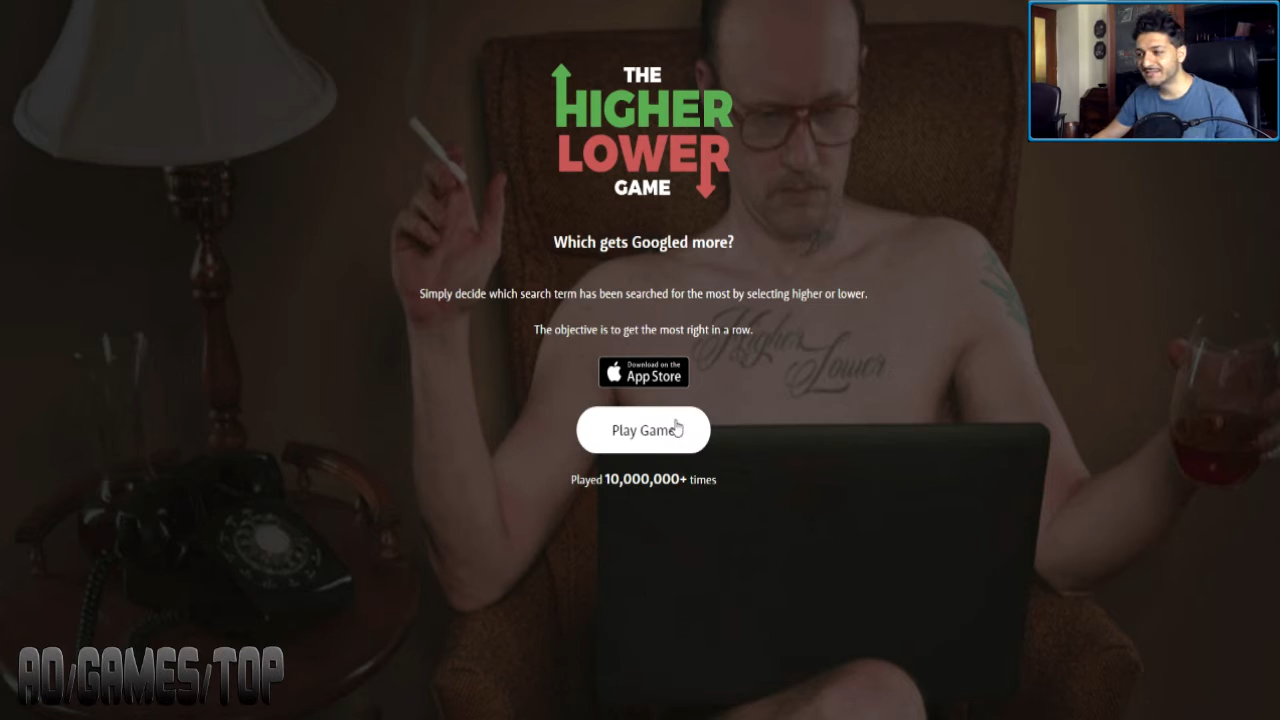 THE
HIGHER
LOWER
GAME
Which gets Googled more?
Simply decide which search term has been searched for the most by selecting higher or lower.
The objective is to get the most right in a row.
Higher
Lower
Download on the
App Store
Play Game
Played 10,000,000+ times
AO/GAMES/TOP